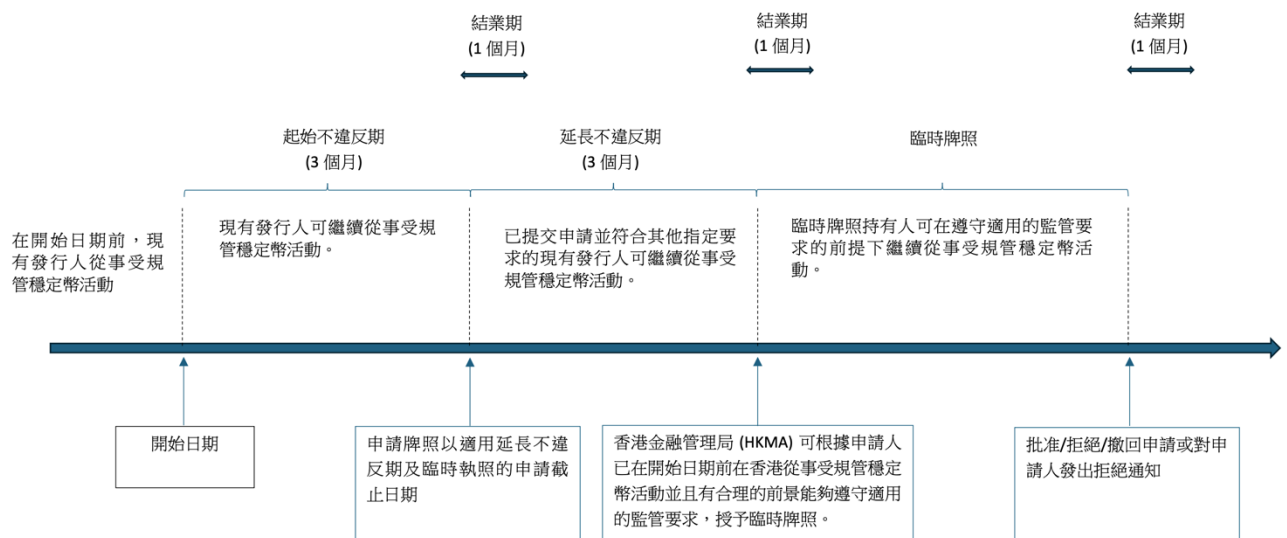 結業期
(1 個月)
結業期
(1 個月)
結業期
(1 個月)
起始不違反期
(3 個月)
延長不違反期
(3 個月)
臨時牌照
在開始日期前，現
有發行人從事受規
管穩定幣活動
現有發行人可繼續從事受規
管穩定幣活動。
已提交申請並符合其他指定要
求的現有發行人可繼續從事受
規管穩定幣活動。
臨時牌照持有人可在遵守適用的監管要
求的前提下繼續從事受規管穩定幣活
動。
開始日期
申請牌照以適用延長不違
反期及臨時執照的申請截
止日期
香港金融管理局 (HKMA) 可根據申請人
已在開始日期前在香港從事受規管穩定
幣活動並且有合理的前景能夠遵守適用
的監管要求，授予臨時牌照。
批准/拒絕/撤回申請或對申
請人發出拒絕通知